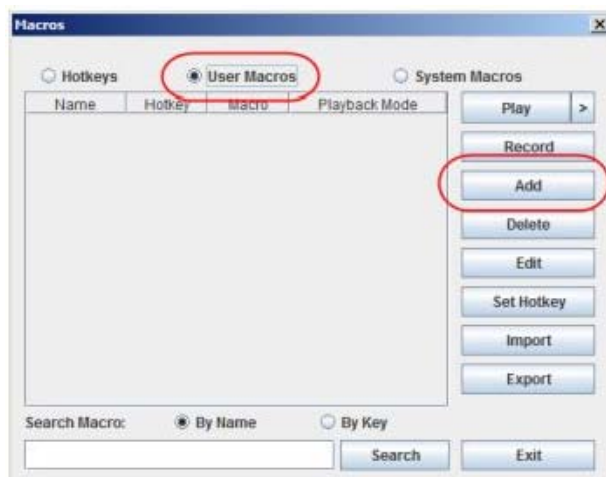 Macros
Hotkeys User Macros System Macros
Name Hotkey Macro Playback Mode
Play >
Record
Add
Delete
Edit
Set Hotkey
Import
Export
Search Macro: By Name By Key
Search Exit